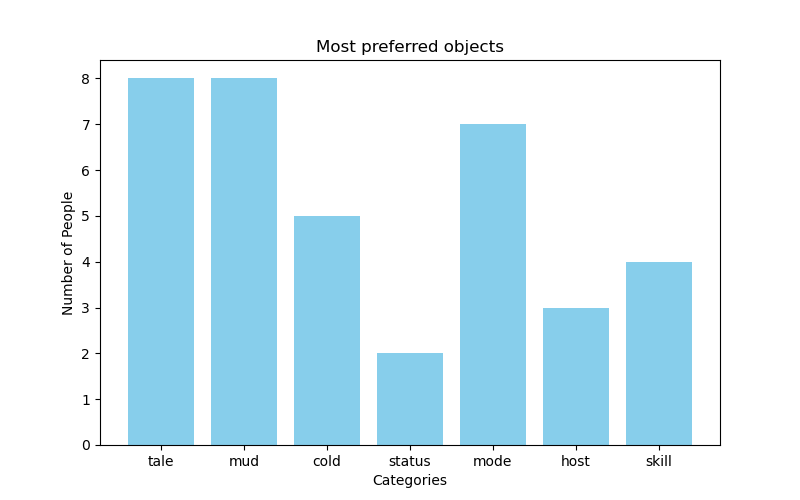 Most preferred objects
Number of People
8
7
6
5
4
3
2
1
0
tale mud cold status mode host skill
Categories